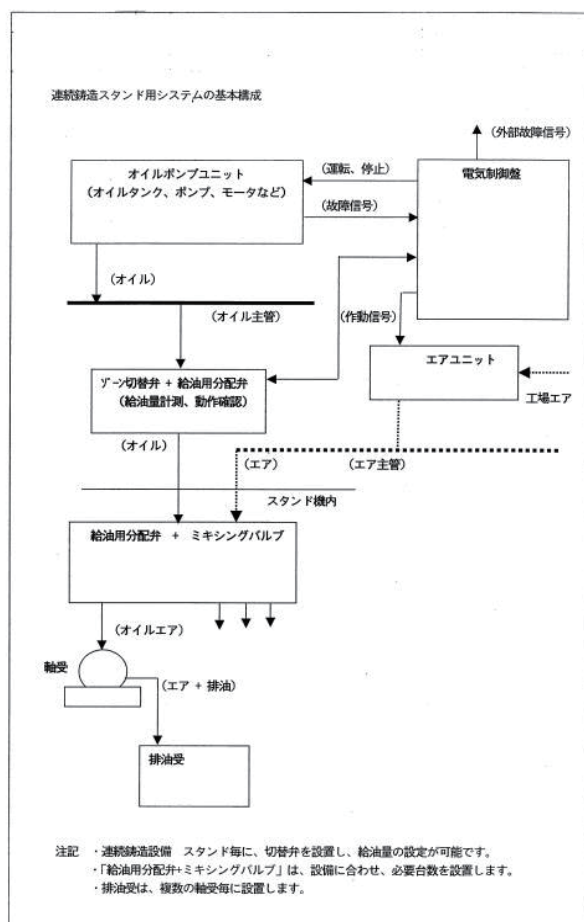 連続鋳造スタンド用システムの基本構成
(外部故障信号)
オイルポンプユニット
(オイルタンク、ポンプ、モータなど)
(運転、停止)
電気制御盤
(故障信号)
(オイル)
(オイル主管)
(作動信号)
エアユニット
ゾーン切替弁 + 給油用分配弁
(給油量計測、動作確認)
工場エア
(オイル)
(エア)
(エア主管)
スタンド機内
給油用分配弁 + ミキシングバルブ
(オイルエア)
軸受
(エア + 排油)
排油受
注記 ・連続鋳造設備 スタンド毎に、切替弁を設置し、給油量の設定が可能です。
・「給油用分配弁+ミキシングバルブ」は、設備に合わせ、必要台数を設置します。
・排油受は、複数の軸受毎に設置します。